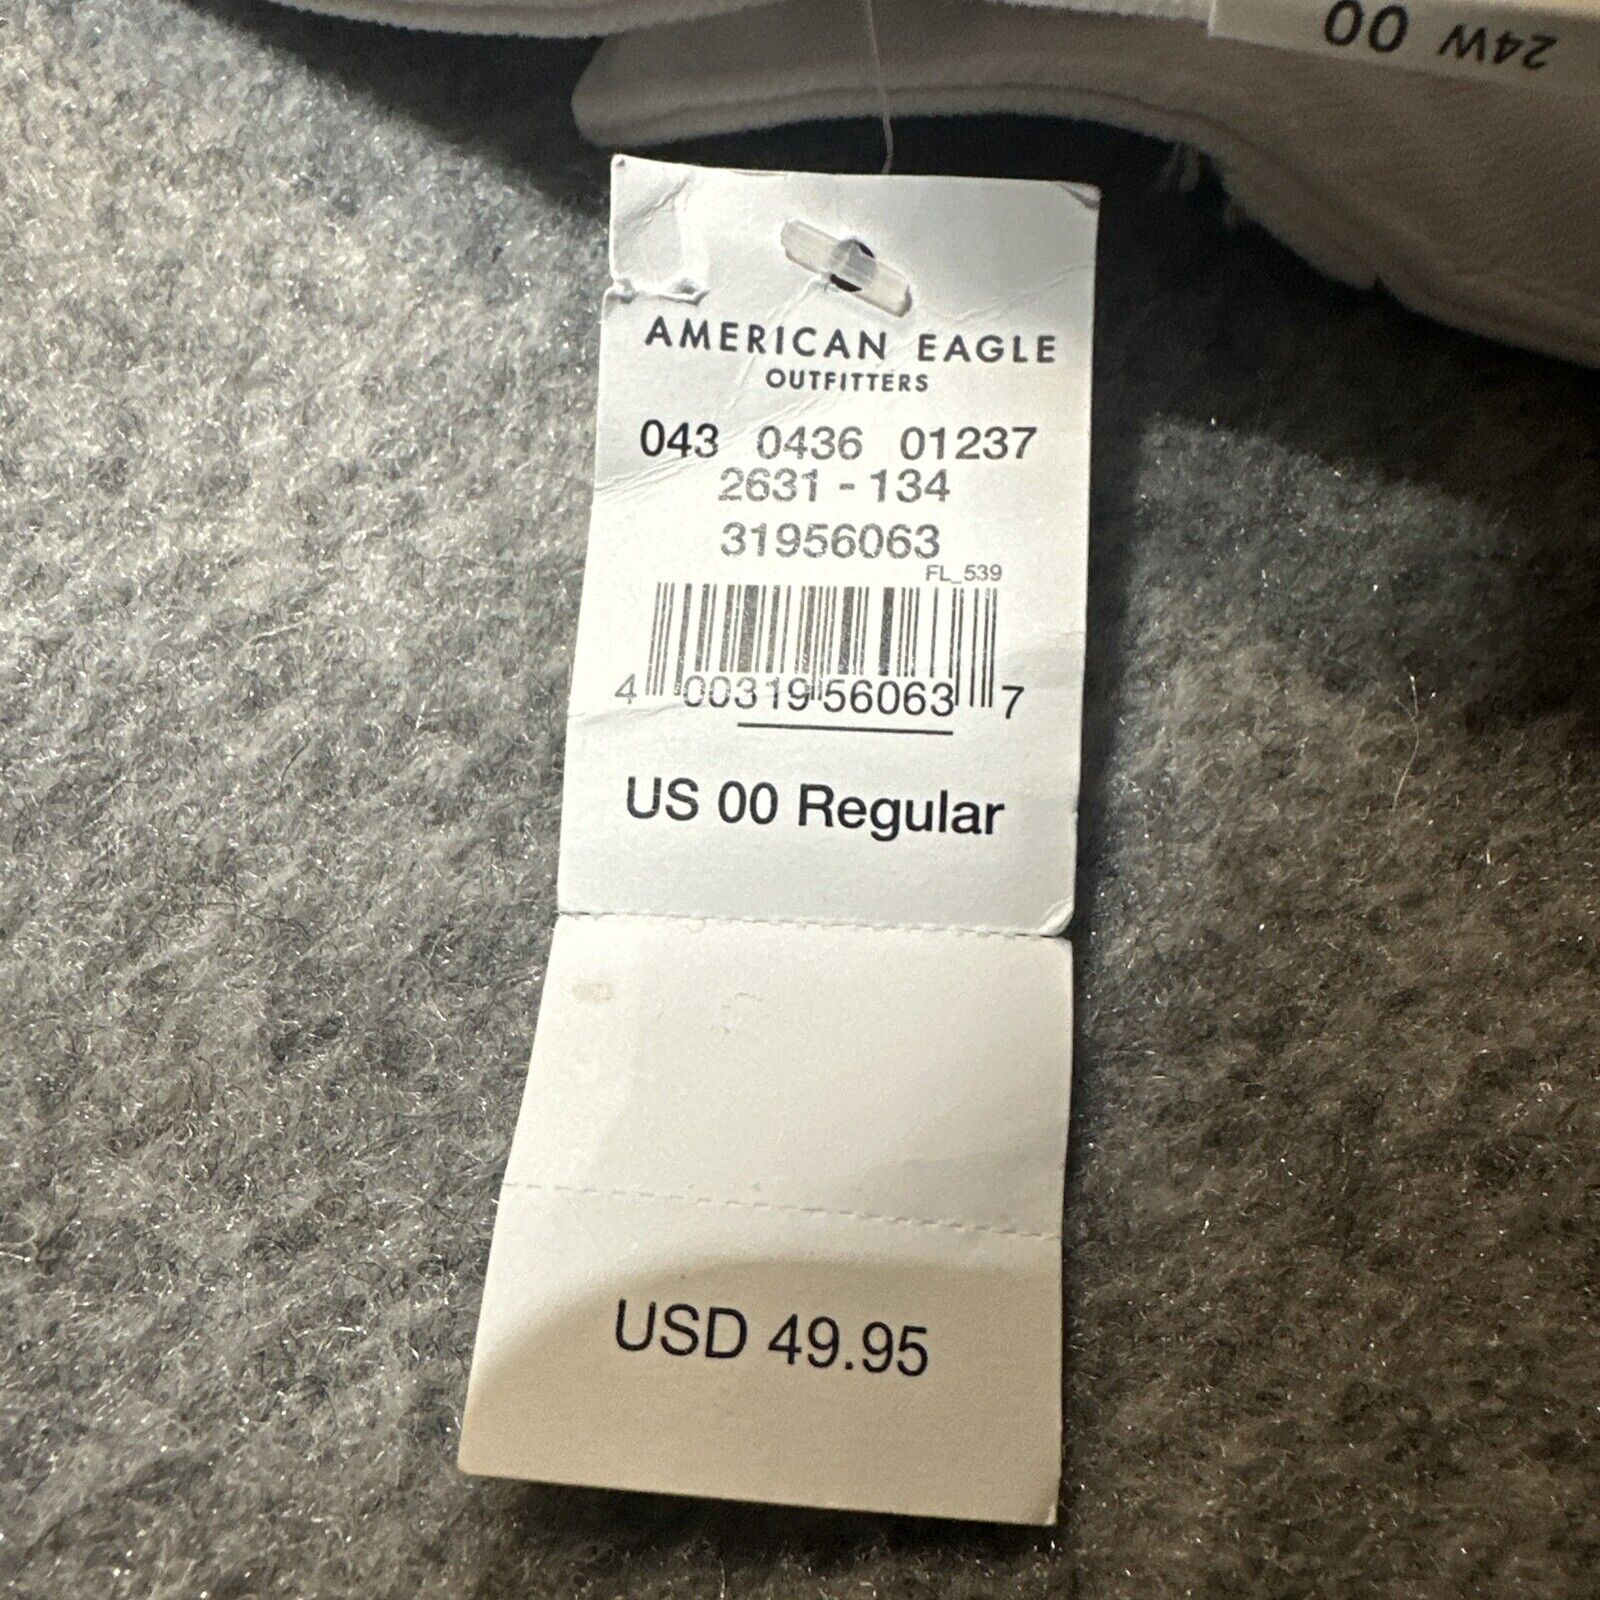 24W 00
AMERICAN EAGLE
OUTFITTERS
043 0436 01237
2631 - 134
31956063
FL_539
4 00319 56063 7
US 00 Regular
USD 49.95